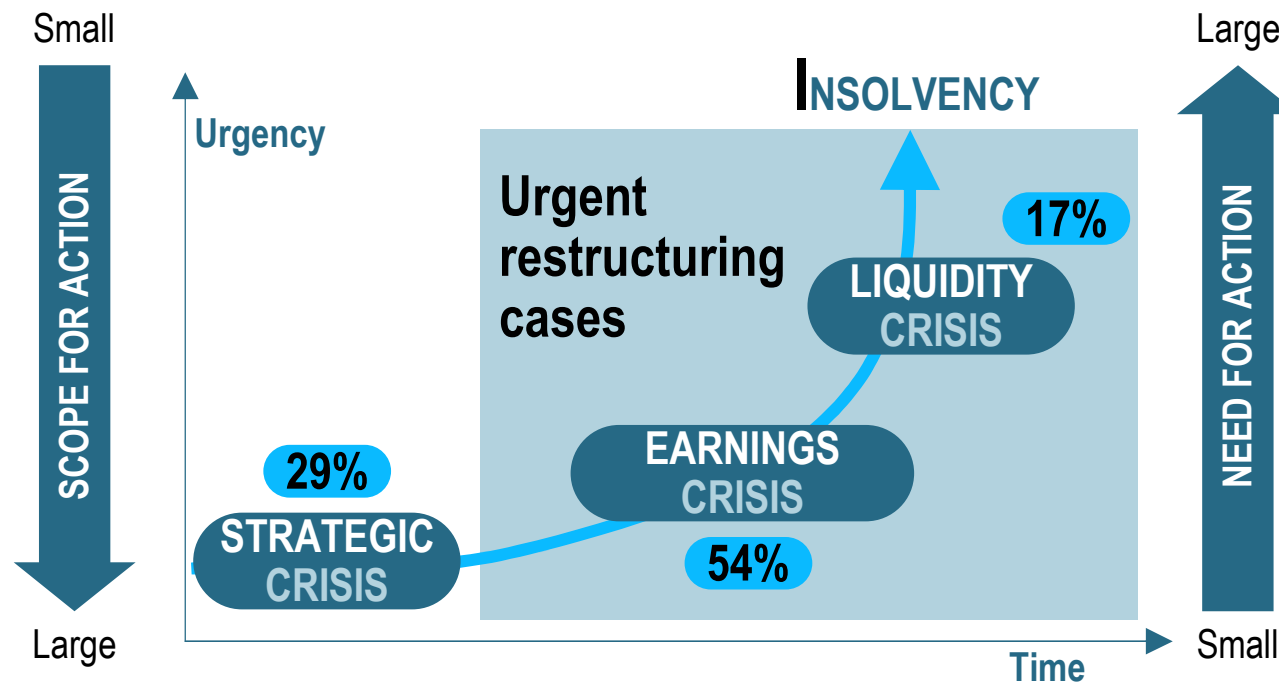 Small
Large
INSOLVENCY
Urgency
Urgent
restructuring
cases
17%
LIQUIDITY
CRISIS
SCOPE FOR ACTION
NEED FOR ACTION
EARNINGS
CRISIS
29%
STRATEGIC
CRISIS
54%
Large
Small
Time